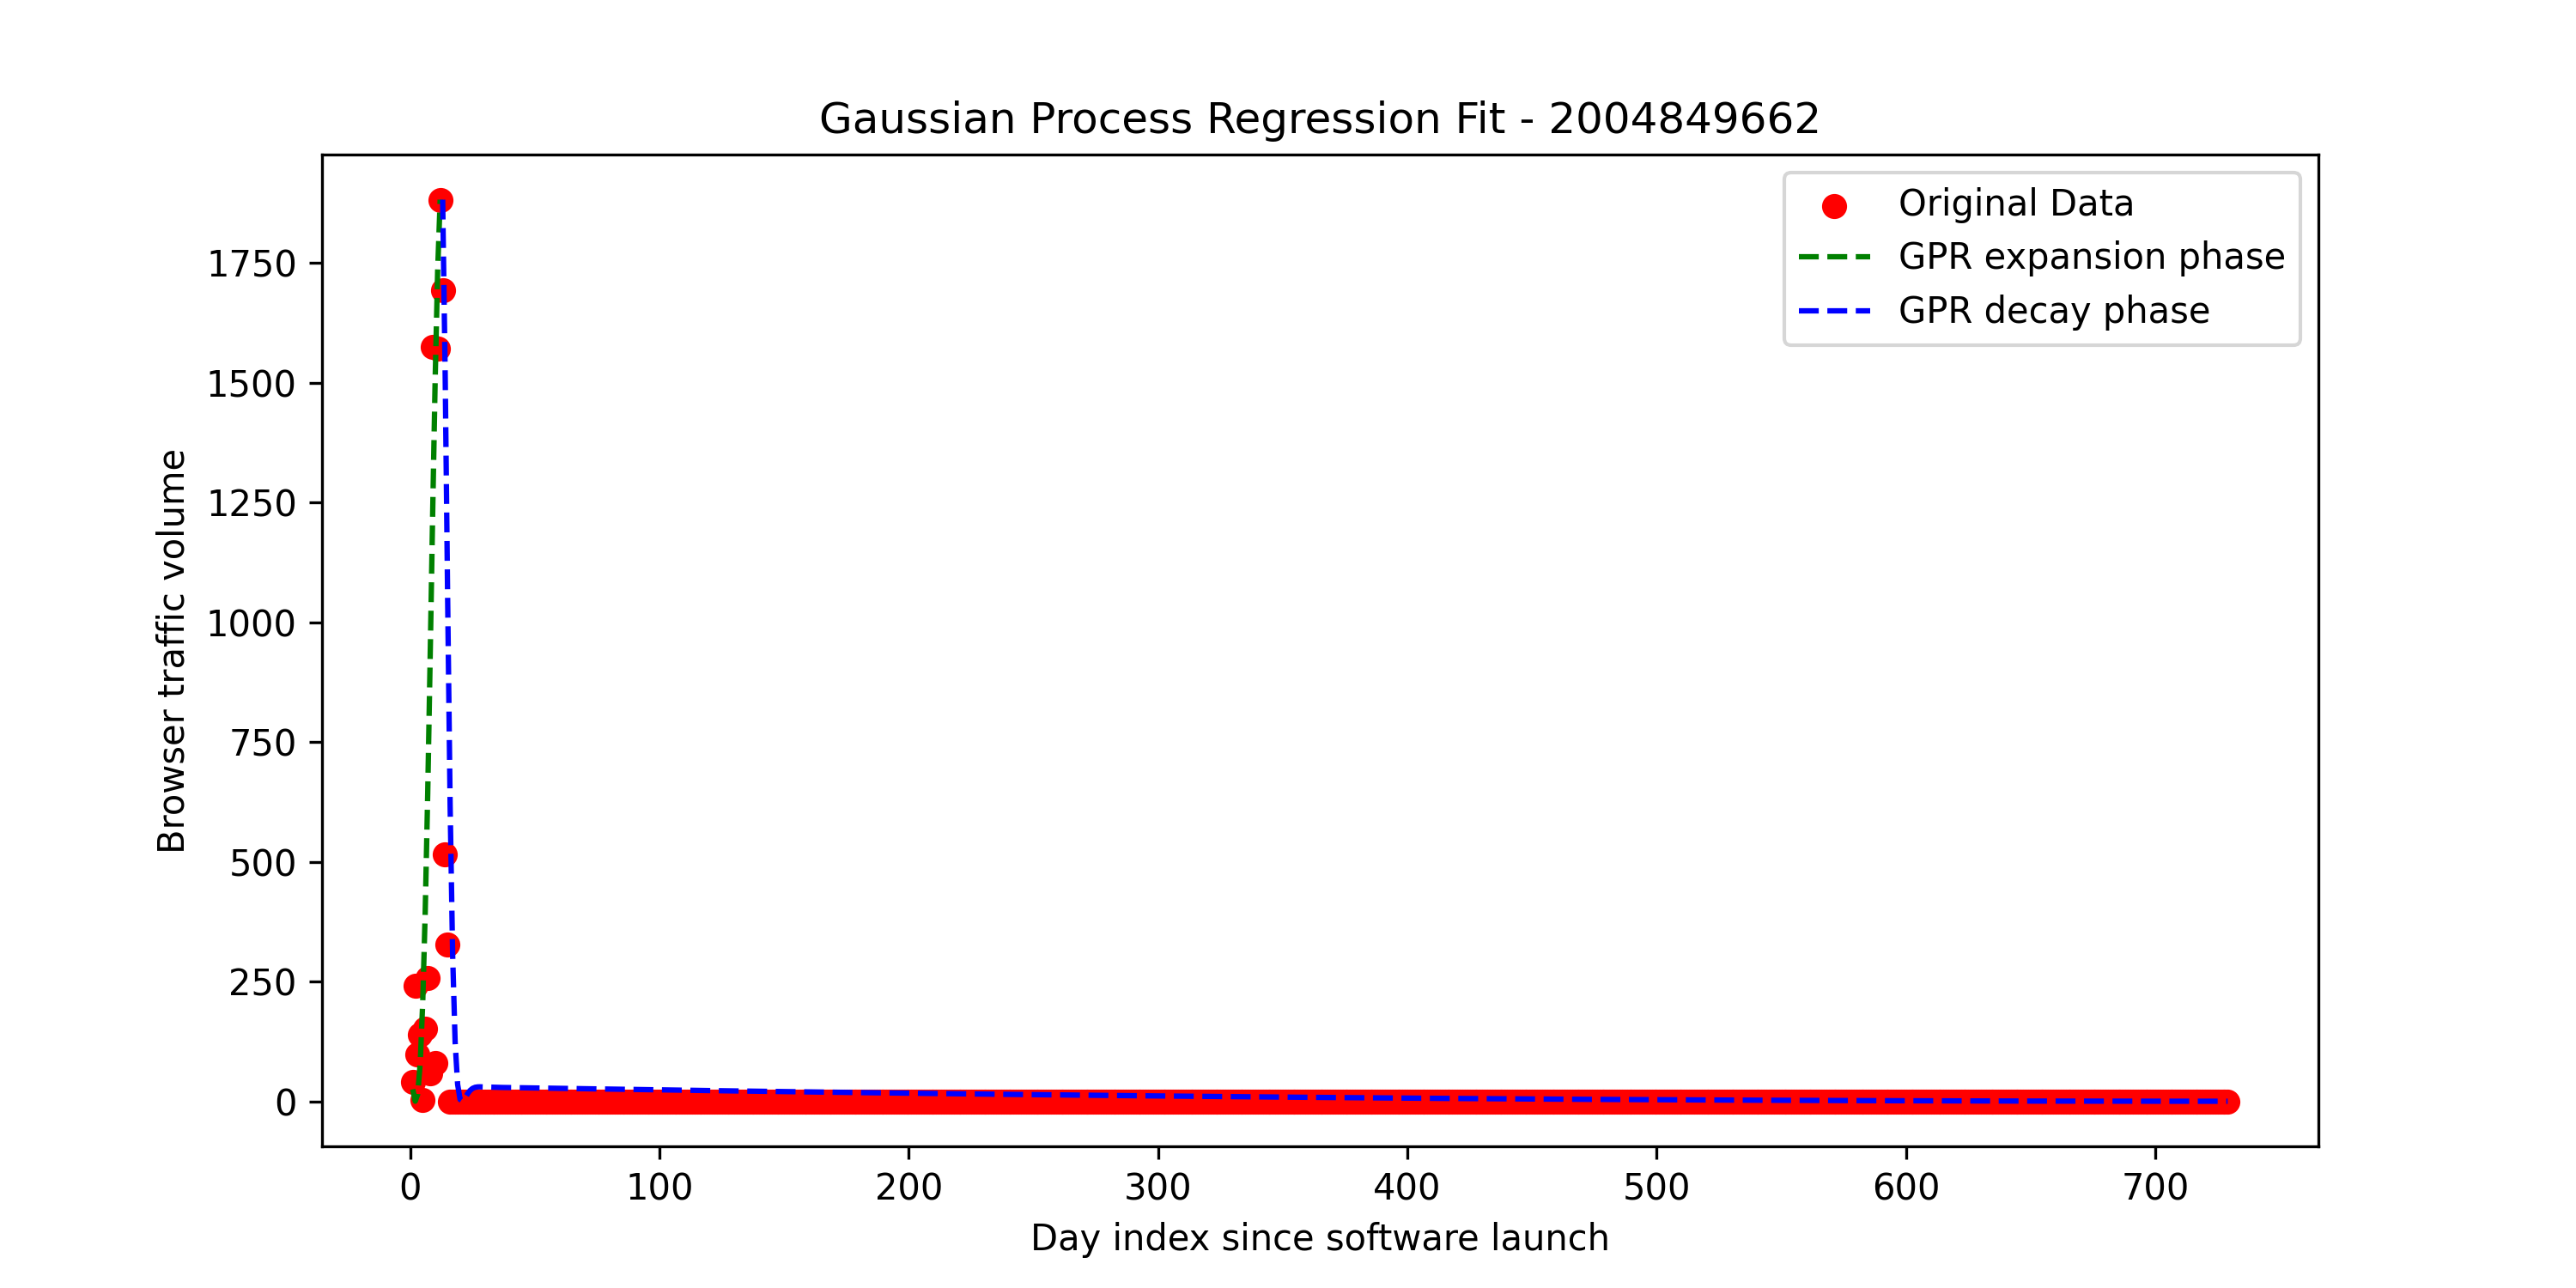 Gaussian Process Regression Fit - 2004849662
Original Data
GPR expansion phase
GPR decay phase
Browser traffic volume
1750
1500
1250
1000
750
500
250
0
0 100 200 300 400 500 600 700
Day index since software launch